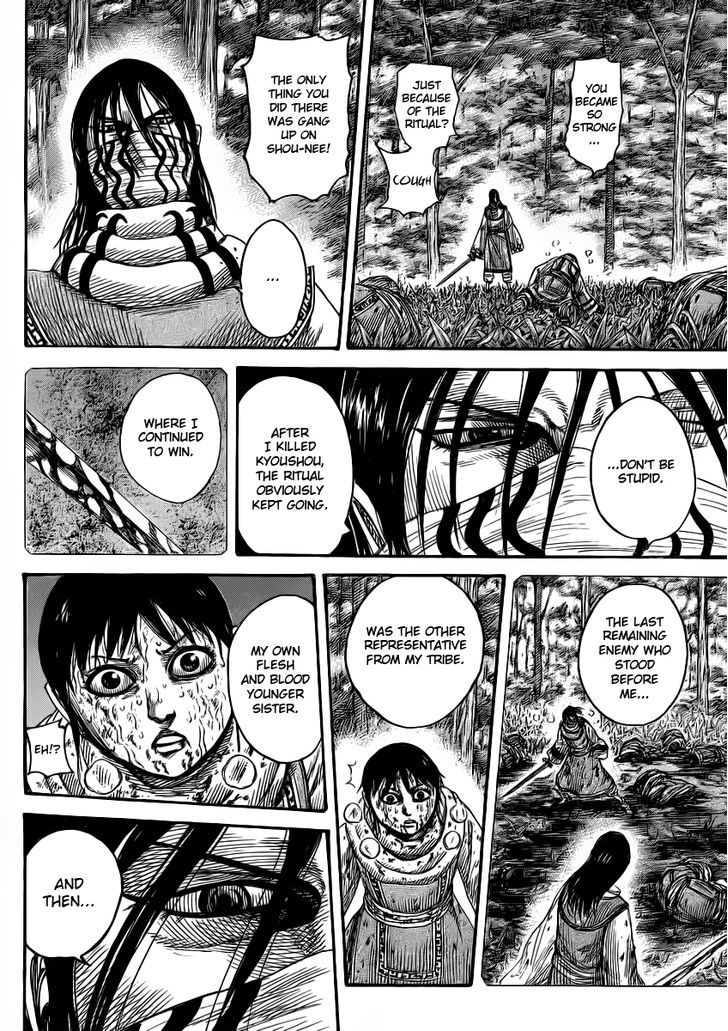 YOU
BECAME
SO
STRONG
...
JUST
BECAUSE
OF THE
RITUAL?
COUGH
THE ONLY
THING YOU
DID THERE
WAS GANG
UP ON
SHOU-NEE!
...
...DON'T BE
STUPID.
AFTER
I KILLED
KYOUSHOU,
THE RITUAL
OBVIOUSLY
KEPT GOING.
WHERE I
CONTINUED
TO WIN.
THE LAST
REMAINING
ENEMY WHO
STOOD
BEFORE
ME...
WAS THE OTHER
REPRESENTATIVE
FROM MY TRIBE.
MY OWN
FLESH
AND BLOOD
YOUNGER
SISTER.
EH!?
AND
THEN...